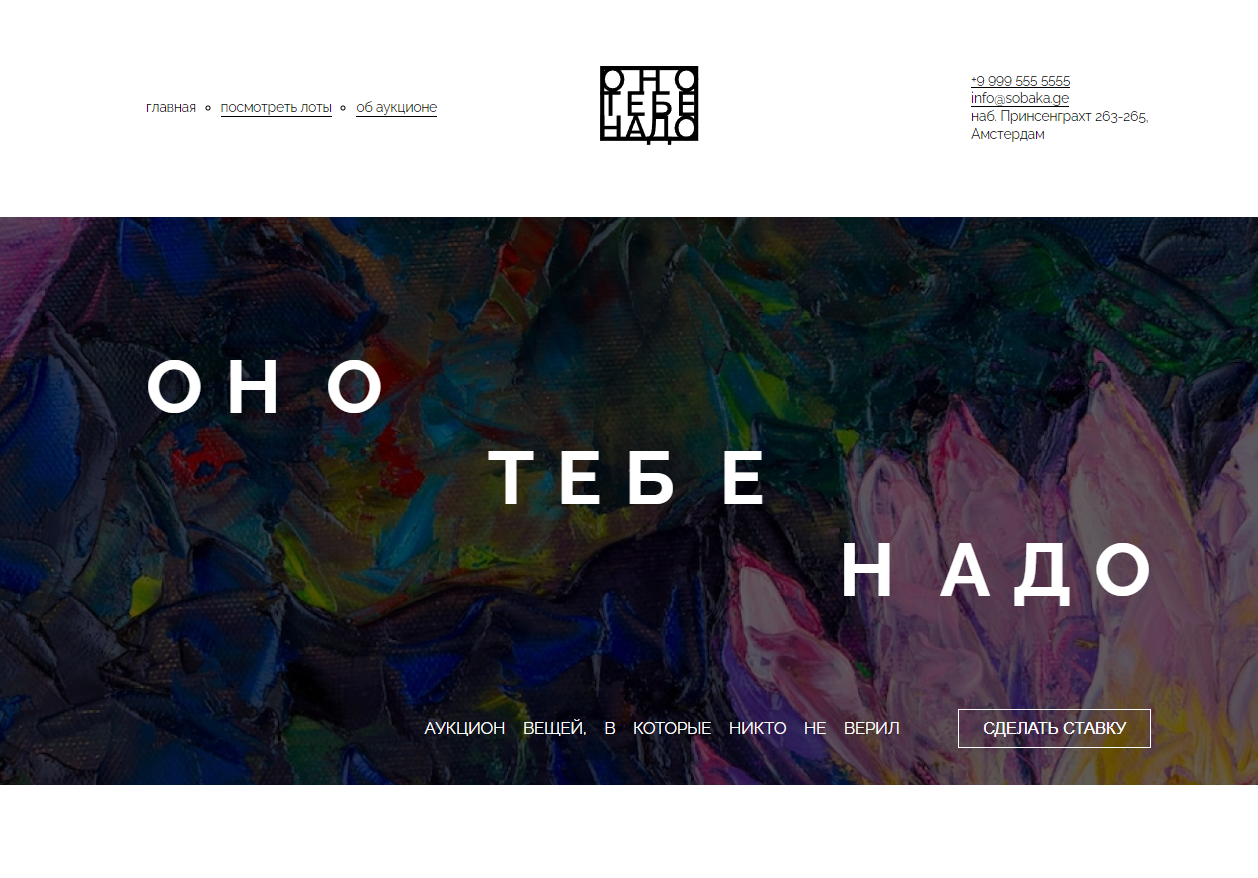 главная
посмотреть лоты
об аукционе
ОНО
ТЕБЕ
НАДО
+9 999 555 5555
info@sobaka.ge
наб. Принсенграхт 263-265,
Амстердам
ОНО
ТЕБЕ
НАДО
АУКЦИОН ВЕЩЕЙ, В КОТОРЫЕ НИКТО НЕ ВЕРИЛ
СДЕЛАТЬ СТАВКУ